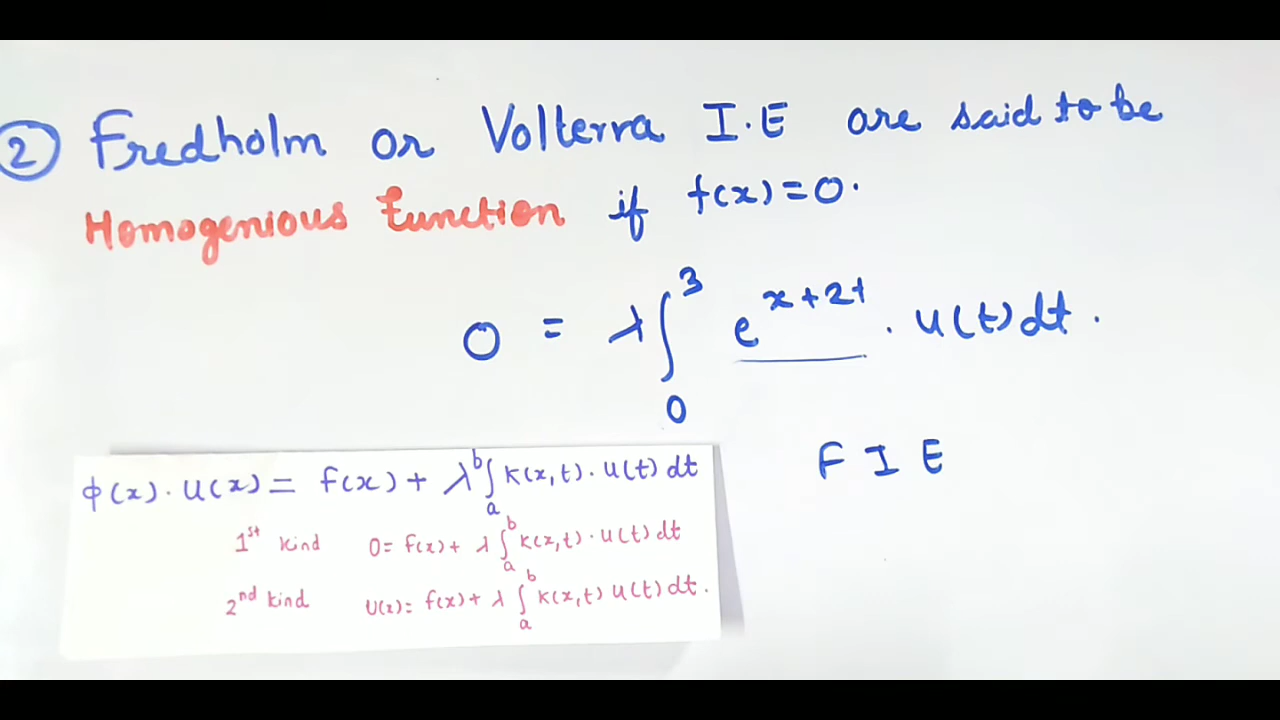 ② Fredholm or Volterra I.E are said to be
Homogenious function if f(x)=0.
0 = λ∫₀³ e^(x+2t) . u(t)dt.
F I E
ϕ(x).u(x)= f(x)+ λ∫ₐᵇ K(x,t).u(t)dt
1st kind 0= f(x)+ λ∫ₐᵇ K(x,t).u(t)dt
2nd kind u(x)= f(x)+ λ∫ₐᵇ K(x,t) u(t)dt.